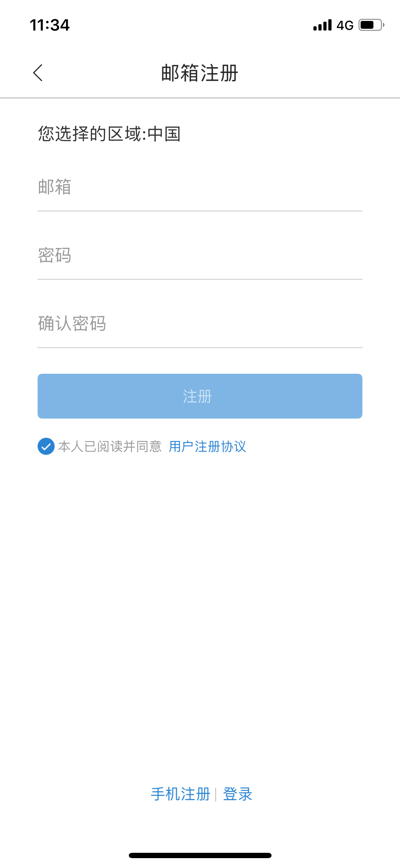 11:34 4G
邮箱注册
您选择的区域:中国
邮箱
密码
确认密码
注册
本人已阅读并同意 用户注册协议
手机注册 | 登录